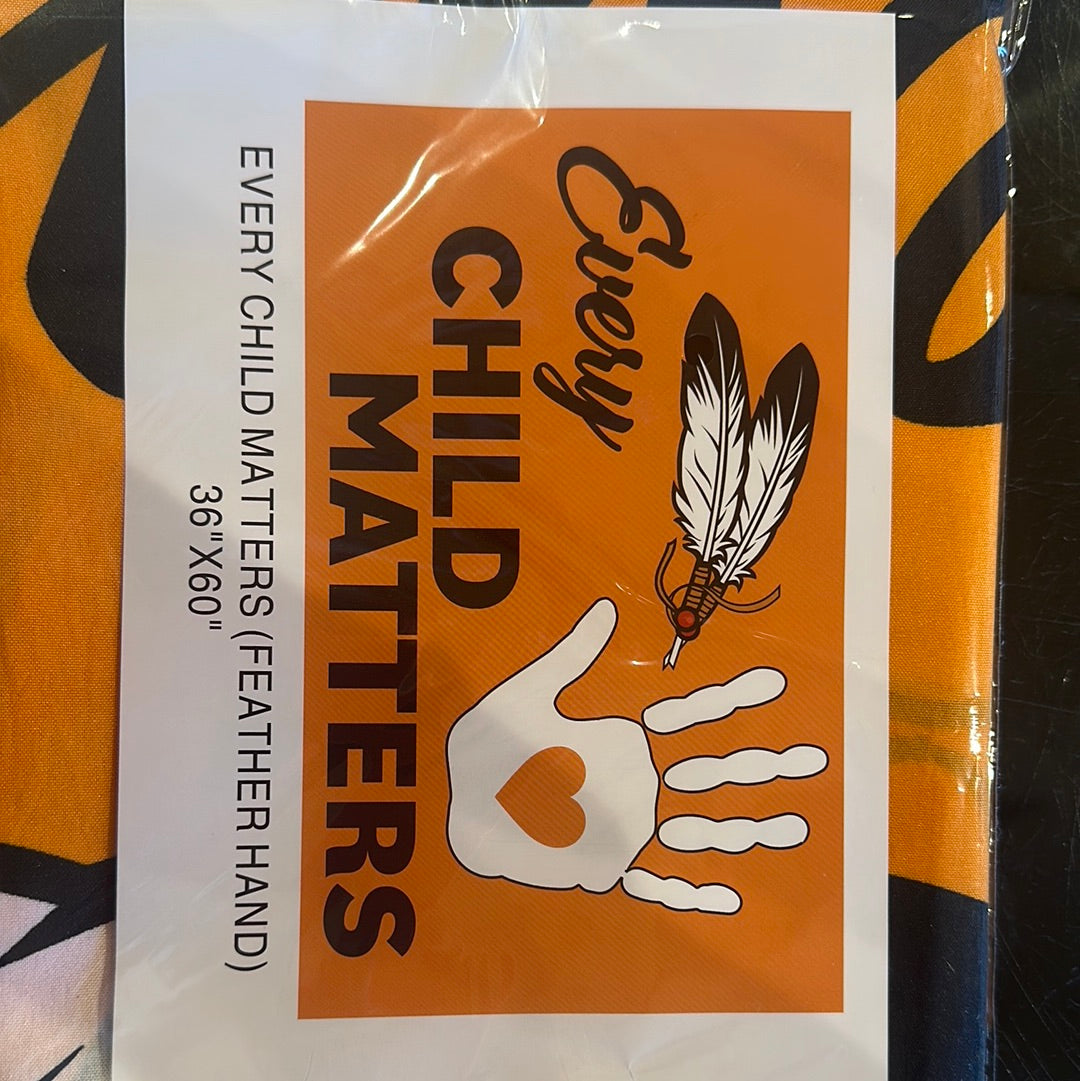 Every
CHILD
MATTERS
EVERY CHILD MATTERS (FEATHER HAND)
36"X60"